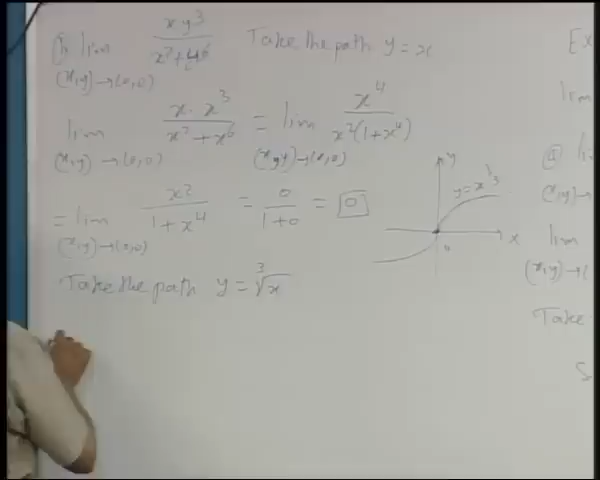 lim xy³/(x²+y⁶) Take the path y = x
(x,y)→(0,0)
lim x·x³/(x²+x⁶) = lim x⁴/(x²(1+x⁴))
(x,y)→(0,0) (x,y)→(0,0)
= lim x²/(1+x⁴) = 0/(1+0) = 0
(x,y)→(0,0)
Take the path y = ∛x
y
y=x^1/3
x
Ex
lim
lim
(x,y)→
lim
(x,y)→(
Take
S